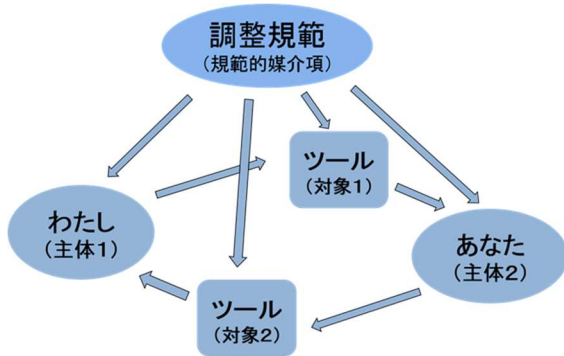 調整規範
(規範的媒介項)
ツール
(対象1)
わたし
(主体1)
あなた
(主体2)
ツール
(対象2)